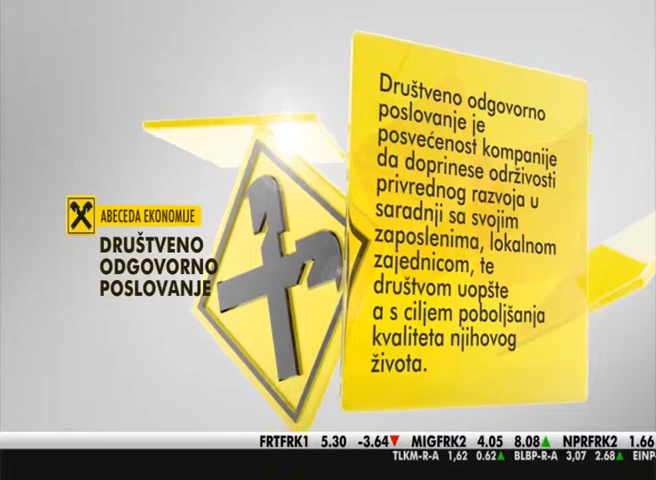 Društveno odgovorno
poslovanje je
posvećenost kompanije
da doprinese održivosti
privrednog razvoja u
saradnji sa svojim
zaposlenima, lokalnom
zajednicom, te
društvom uopšte
a s ciljem poboljšanja
kvaliteta njihovog
života.
ABECEDA EKONOMIJE
DRUŠTVENO
ODGOVORNO
POSLOVANJE
FRTFRK1 5.30 -3.64▼ MIGFRK2 4.05 8.08▲ NPRFRK2 1.66
TLKM-R-A 1,62 0.62▲ BLBP-R-A 3,07 2.68▲ EINP